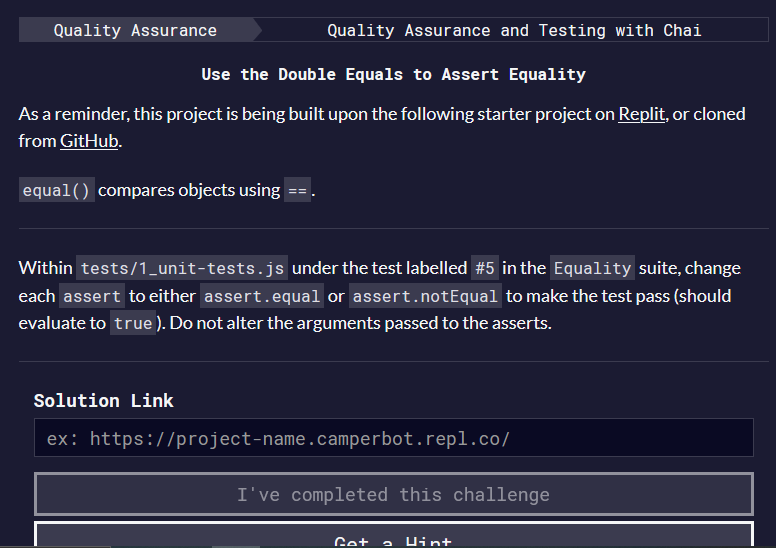 Quality Assurance
Quality Assurance and Testing with Chai
Use the Double Equals to Assert Equality
As a reminder, this project is being built upon the following starter project on Replit, or cloned
from GitHub.
equal() compares objects using ==.
Within tests/1_unit-tests.js under the test labelled #5 in the Equality suite, change
each assert to either assert.equal or assert.notEqual to make the test pass (should
evaluate to true). Do not alter the arguments passed to the asserts.
Solution Link
ex: https://project-name.camperbot.repl.co/
I've completed this challenge
Get a Hint